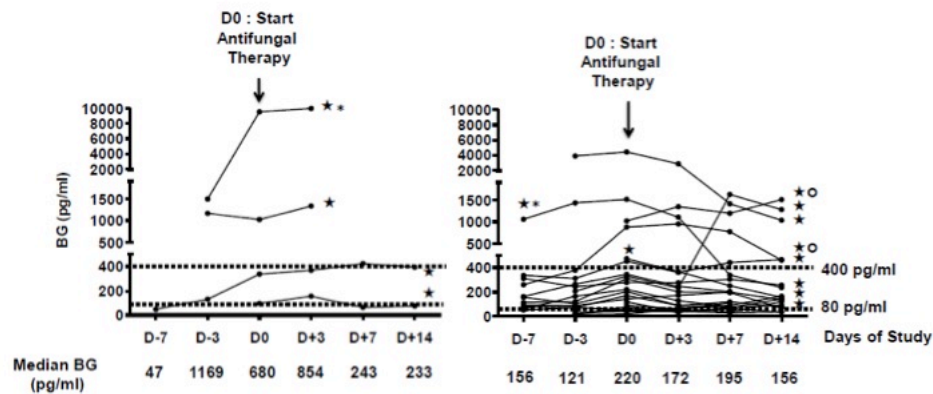 D0 : Start
Antifungal
Therapy
D0 : Start
Antifungal
Therapy
BG (pg/ml)
10000
8000
6000
4000
2000
1500
1000
500
400
200
0
★*
★
★
★
D-7 D-3 D0 D+3 D+7 D+14
10000
8000
6000
4000
2000
1500
1000
500
400
200
0
★*
★
★O
★
★
★O
★
400 pg/ml
★
★
★
80 pg/ml
D-7 D-3 D0 D+3 D+7 D+14 Days of Study
Median BG
(pg/ml)
47 1169 680 854 243 233
156 121 220 172 195 156